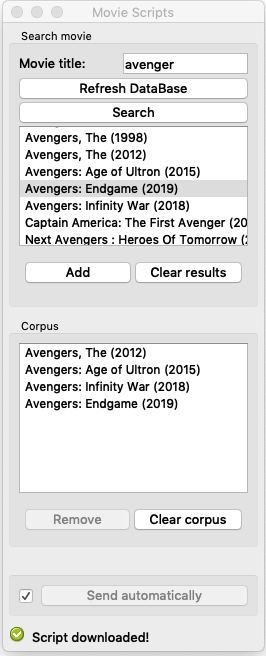 Movie Scripts
Search movie
Movie title: avenger
Refresh DataBase
Search
Avengers, The (1998)
Avengers, The (2012)
Avengers: Age of Ultron (2015)
Avengers: Endgame (2019)
Avengers: Infinity War (2018)
Captain America: The First Avenger (20
Next Avengers : Heroes Of Tomorrow (2
Add Clear results
Corpus
Avengers, The (2012)
Avengers: Age of Ultron (2015)
Avengers: Infinity War (2018)
Avengers: Endgame (2019)
Remove Clear corpus
Send automatically
Script downloaded!